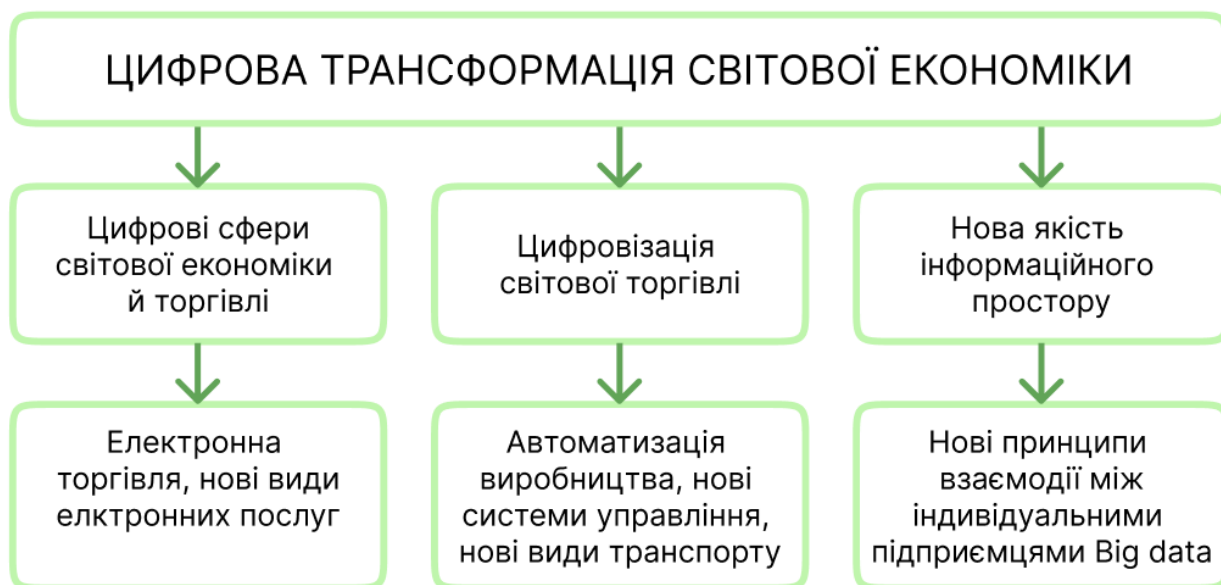 ЦИФРОВА ТРАНСФОРМАЦІЯ СВІТОВОЇ ЕКОНОМІКИ
Цифрові сфери
світової економіки
й торгівлі
Цифровізація
світової торгівлі
Нова якість
інформаційного
простору
Електронна
торгівля, нові види
елктронних послуг
Автоматизація
виробництва, нові
системи управління,
нові види транспорту
Нові принципи
взаємодії між
індивідуальними
підприємцями Big data